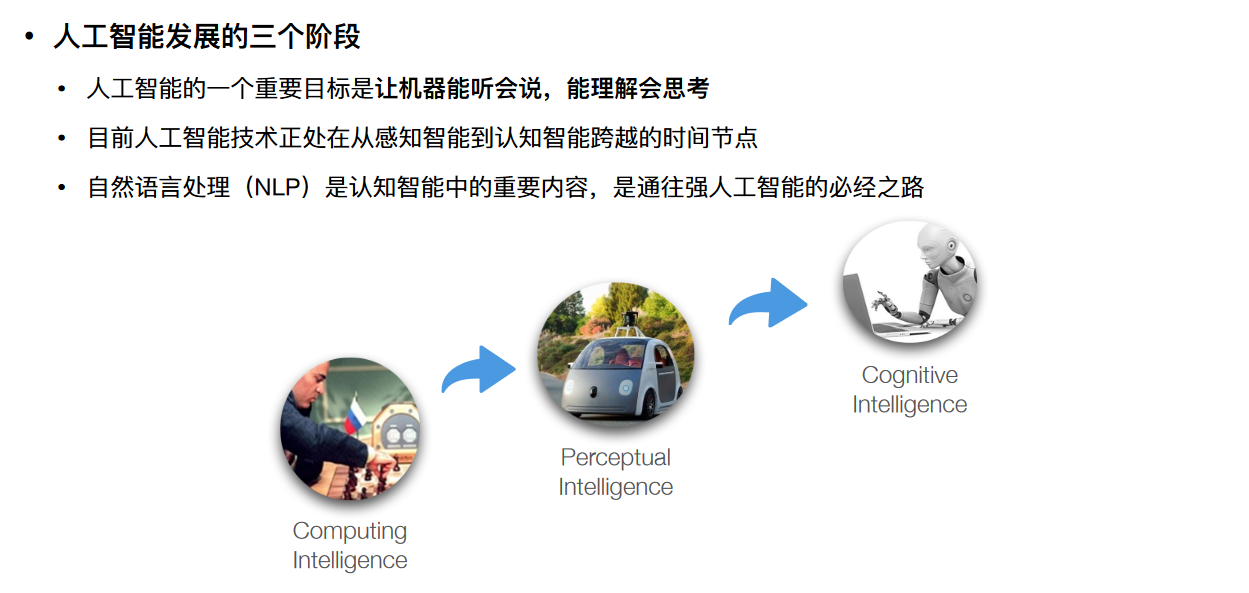 • 人工智能发展的三个阶段
• 人工智能的一个重要目标是让机器能听会说，能理解会思考
• 目前人工智能技术正处在从感知智能到认知智能跨越的时间节点
• 自然语言处理（NLP）是认知智能中的重要内容，是通往强人工智能的必经之路
Cognitive
Intelligence
Perceptual
Intelligence
Computing
Intelligence